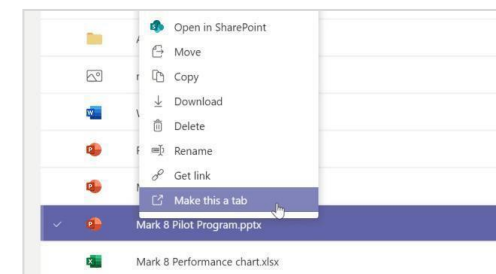 Open in SharePoint
Move
Copy
Download
Delete
Rename
Get link
Make this a tab
Mark 8 Pilot Program.pptx
Mark 8 Performance chart.xlsx